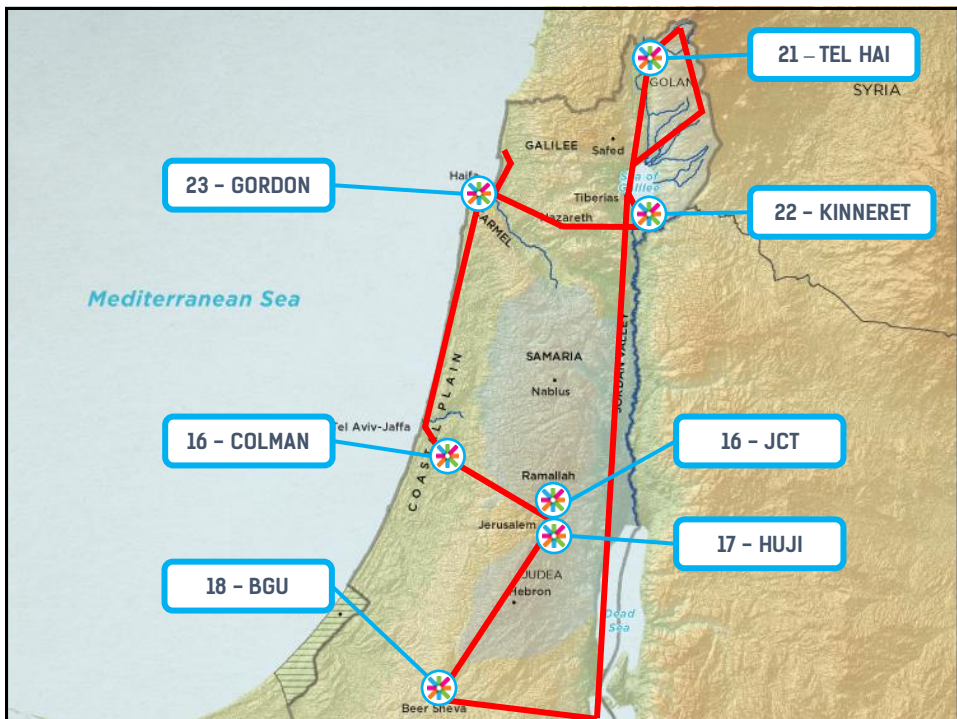 21 – TEL HAI
GOLAN
SYRIA
GALILEE
Safed
Haifa
23 – GORDON
Sea of
Galilee
Tiberias
Nazareth
22 – KINNERET
CARMEL
Mediterranean Sea
SAMARIA
Nablus
JORDAN VALLEY
COASTAL PLAIN
Tel Aviv-Jaffa
16 – COLMAN
16 – JCT
Ramallah
Jerusalem
17 – HUJI
18 – BGU
JUDEA
Hebron
Dead
Sea
Beer Sheva